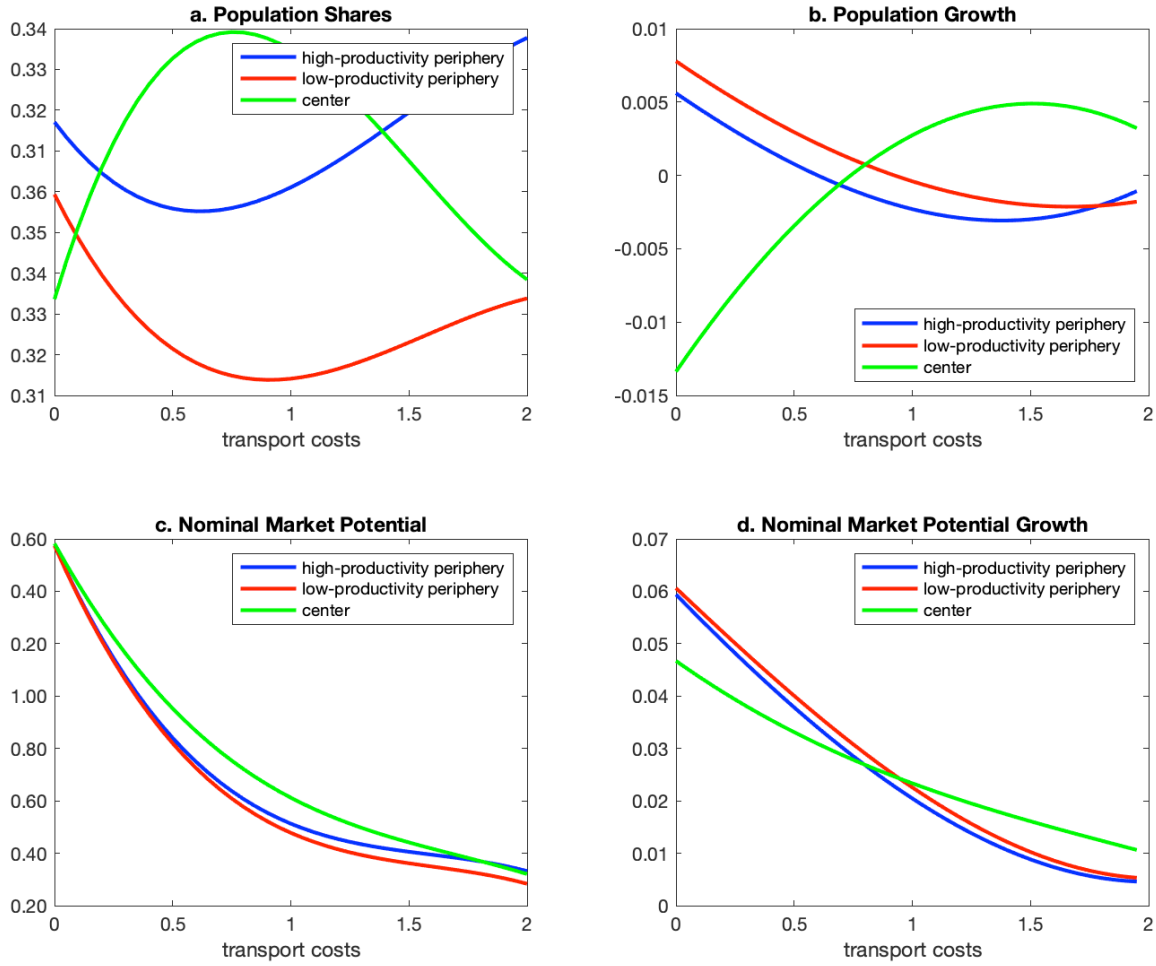 a. Population Shares
0.34
0.33
0.32
0.31
0.36
0.35
0.34
0.33
0.32
0.31
high-productivity periphery
low-productivity periphery
center
0 0.5 1 1.5 2
transport costs
b. Population Growth
0.01
0.005
0
-0.005
-0.01
-0.015
high-productivity periphery
low-productivity periphery
center
0 0.5 1 1.5 2
transport costs
c. Nominal Market Potential
0.60
0.40
0.20
1.00
0.80
0.60
0.40
0.20
high-productivity periphery
low-productivity periphery
center
0 0.5 1 1.5 2
transport costs
d. Nominal Market Potential Growth
0.07
0.06
0.05
0.04
0.03
0.02
0.01
0
high-productivity periphery
low-productivity periphery
center
0 0.5 1 1.5 2
transport costs